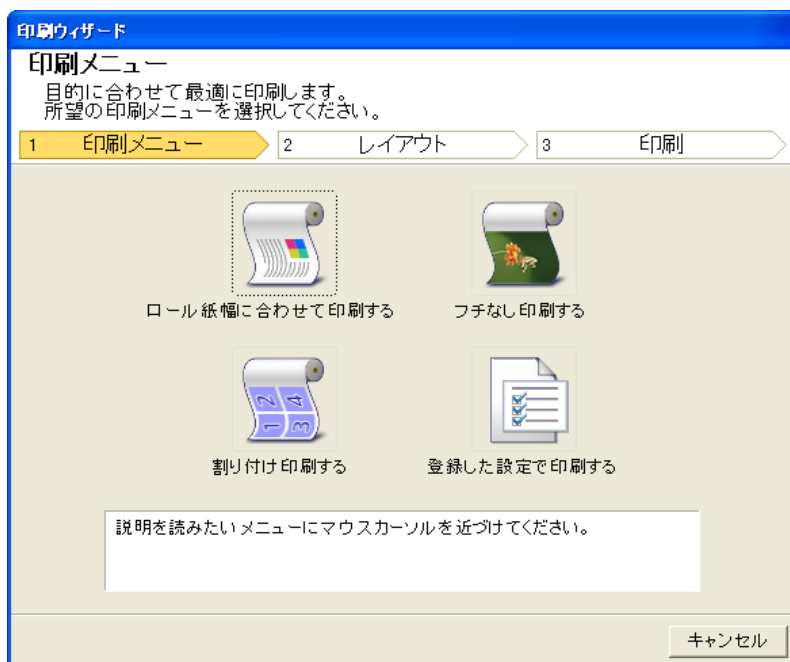 印刷ウィザード
印刷メニュー
目的に合わせて最適に印刷します。
所望の印刷メニューを選択してください。
1 印刷メニュー 2 レイアウト 3 印刷
ロール紙幅に合わせて印刷する フチなし印刷する
1 2 3 4
割り付け印刷する 登録した設定で印刷する
説明を読みたいメニューにマウスカーソルを近づけてください。
キャンセル